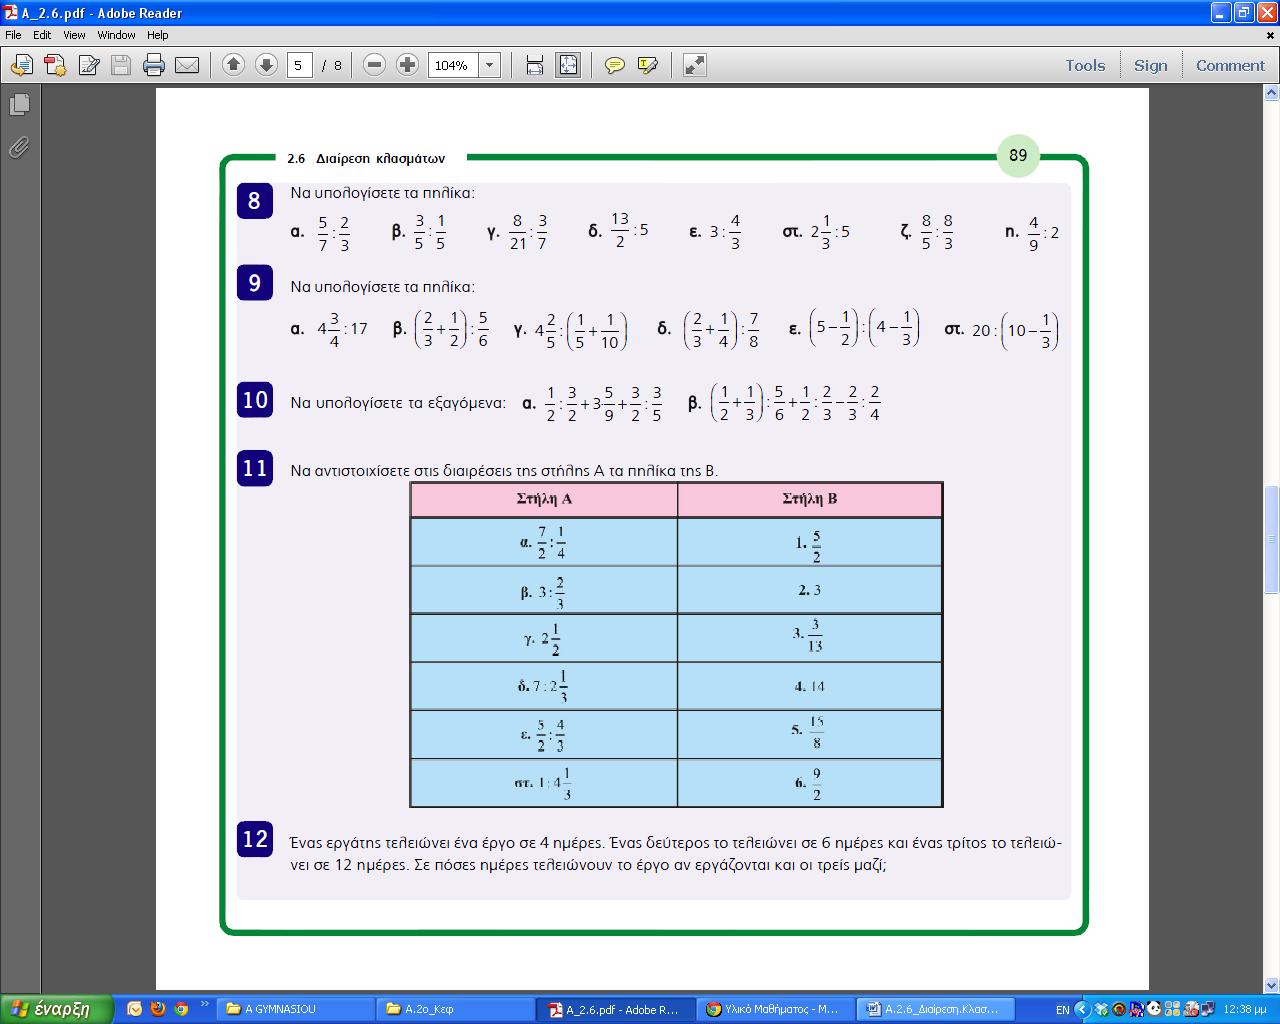 A_2.6.pdf - Adobe Reader
File Edit View Window Help
5 / 8 104% Tools Sign Comment
2.6 Διαίρεση κλασμάτων 89
8 Να υπολογίσετε τα πηλίκα:
α. 5/7 : 2/3 β. 3/5 : 1/5 γ. 8/21 : 3/7 δ. 13/2 : 5 ε. 3 : 4/3 στ. 2 1/3 : 5 ζ. 8/5 : 8/3 η. 4/9 : 2
9 Να υπολογίσετε τα πηλίκα:
α. 4 3/4 : 17 β. (2/3 + 1/2) : 5/6 γ. 4 2/5 : (1/5 + 1/10) δ. (2/3 + 1/4) : 7/8 ε. (5 − 1/2) : (4 − 1/3) στ. 20 : (10 − 1/3)
10 Να υπολογίσετε τα εξαγόμενα: α. 1/2 : 3/2 + 3·5/9 + 3/2 : 3/5 β. (1/2 + 1/3) : 5/6 + 1/2 : 2/3 − 2/3 : 2/4
11 Να αντιστοιχίσετε στις διαιρέσεις της στήλης Α τα πηλίκα της Β.
Στήλη Α Στήλη Β
α. 7/2 : 1/4 1. 5/2
β. 3 : 2/3 2. 3
γ. 2 1/2 3. 3/13
δ. 7 : 2 1/3 4. 14
ε. 5/2 : 4/3 5. 15/8
στ. 1 : 4 1/3 6. 9/2
12 Ένας εργάτης τελειώνει ένα έργο σε 4 ημέρες. Ένας δεύτερος το τελειώνει σε 6 ημέρες και ένας τρίτος το τελειώ-
νει σε 12 ημέρες. Σε πόσες ημέρες τελειώνουν το έργο αν εργάζονται και οι τρείς μαζί;
έναρξη A GYMNASIOU A.2ο_Κεφ A_2.6.pdf - Adobe R... Υλικό Μαθήματος - M... A.2.6_Διαίρεση.Κλασ... EN 12:38 μμ